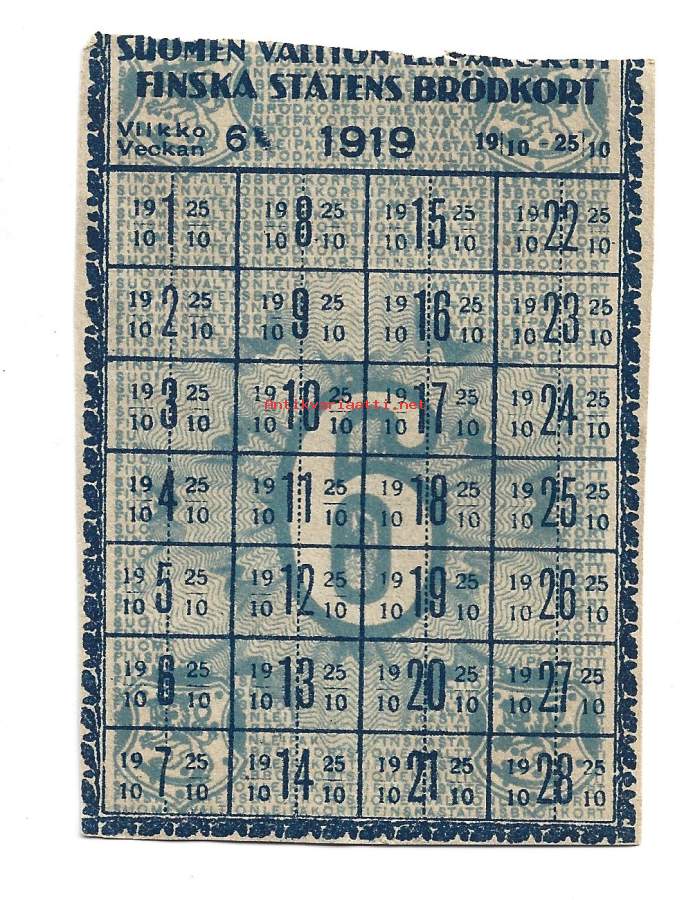 SUOMEN VALTION LEIPÄKORTTI
FINSKA STATENS BRÖDKORT
Viikko
Veckan 6 1919 19/10 - 25/10
19/10 1 25/10 19/10 8 25/10 19/10 15 25/10 19/10 22 25/10
19/10 2 25/10 19/10 9 25/10 19/10 16 25/10 19/10 23 25/10
19/10 3 25/10 19/10 10 25/10 19/10 17 25/10 19/10 24 25/10
Antikvariaatti.net
19/10 4 25/10 19/10 11 25/10 19/10 18 25/10 19/10 25 25/10
6
19/10 5 25/10 19/10 12 25/10 19/10 19 25/10 19/10 26 25/10
19/10 6 25/10 19/10 13 25/10 19/10 20 25/10 19/10 27 25/10
19/10 7 25/10 19/10 14 25/10 19/10 21 25/10 19/10 28 25/10